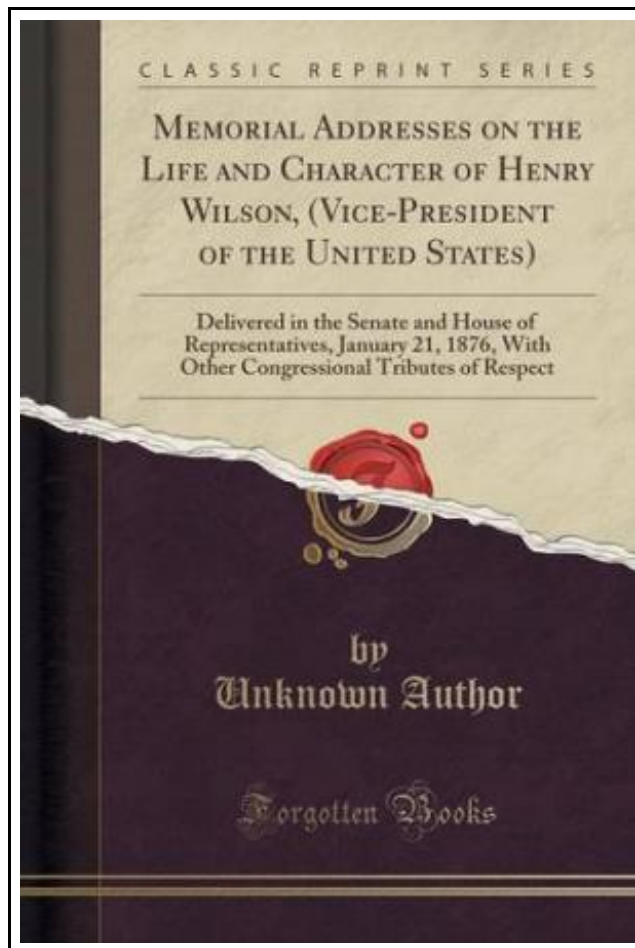 CLASSIC REPRINT SERIES
MEMORIAL ADDRESSES ON THE
LIFE AND CHARACTER OF HENRY
WILSON, (VICE-PRESIDENT
OF THE UNITED STATES)
Delivered in the Senate and House of
Representatives, January 21, 1876, With
Other Congressional Tributes of Respect
by
Unknown Author
Forgotten Books